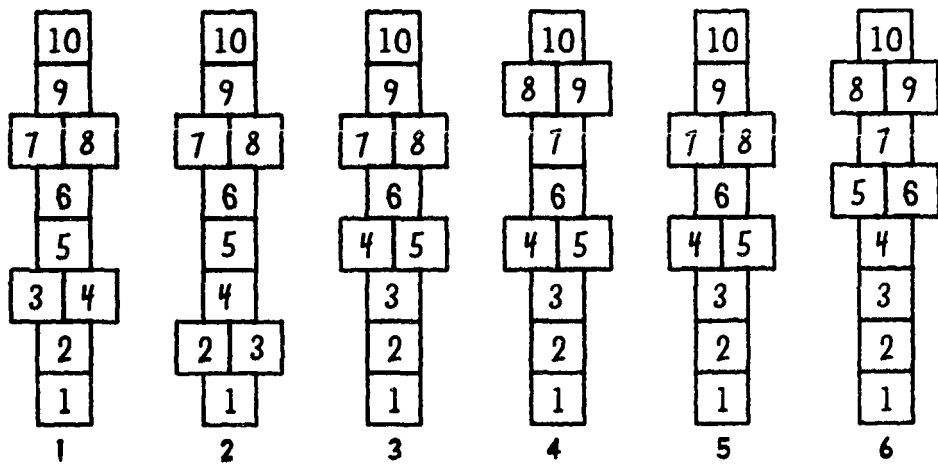 10 10 10 10 10 10
9 9 9 8 9 9 8 9
7 8 7 8 7 8 7 7 8 7
6 6 6 6 6 5 6
5 5 4 5 4 5 4 5 4
3 4 4 3 3 3 3
2 2 3 2 2 2 2
1 1 1 1 1 1
1 2 3 4 5 6